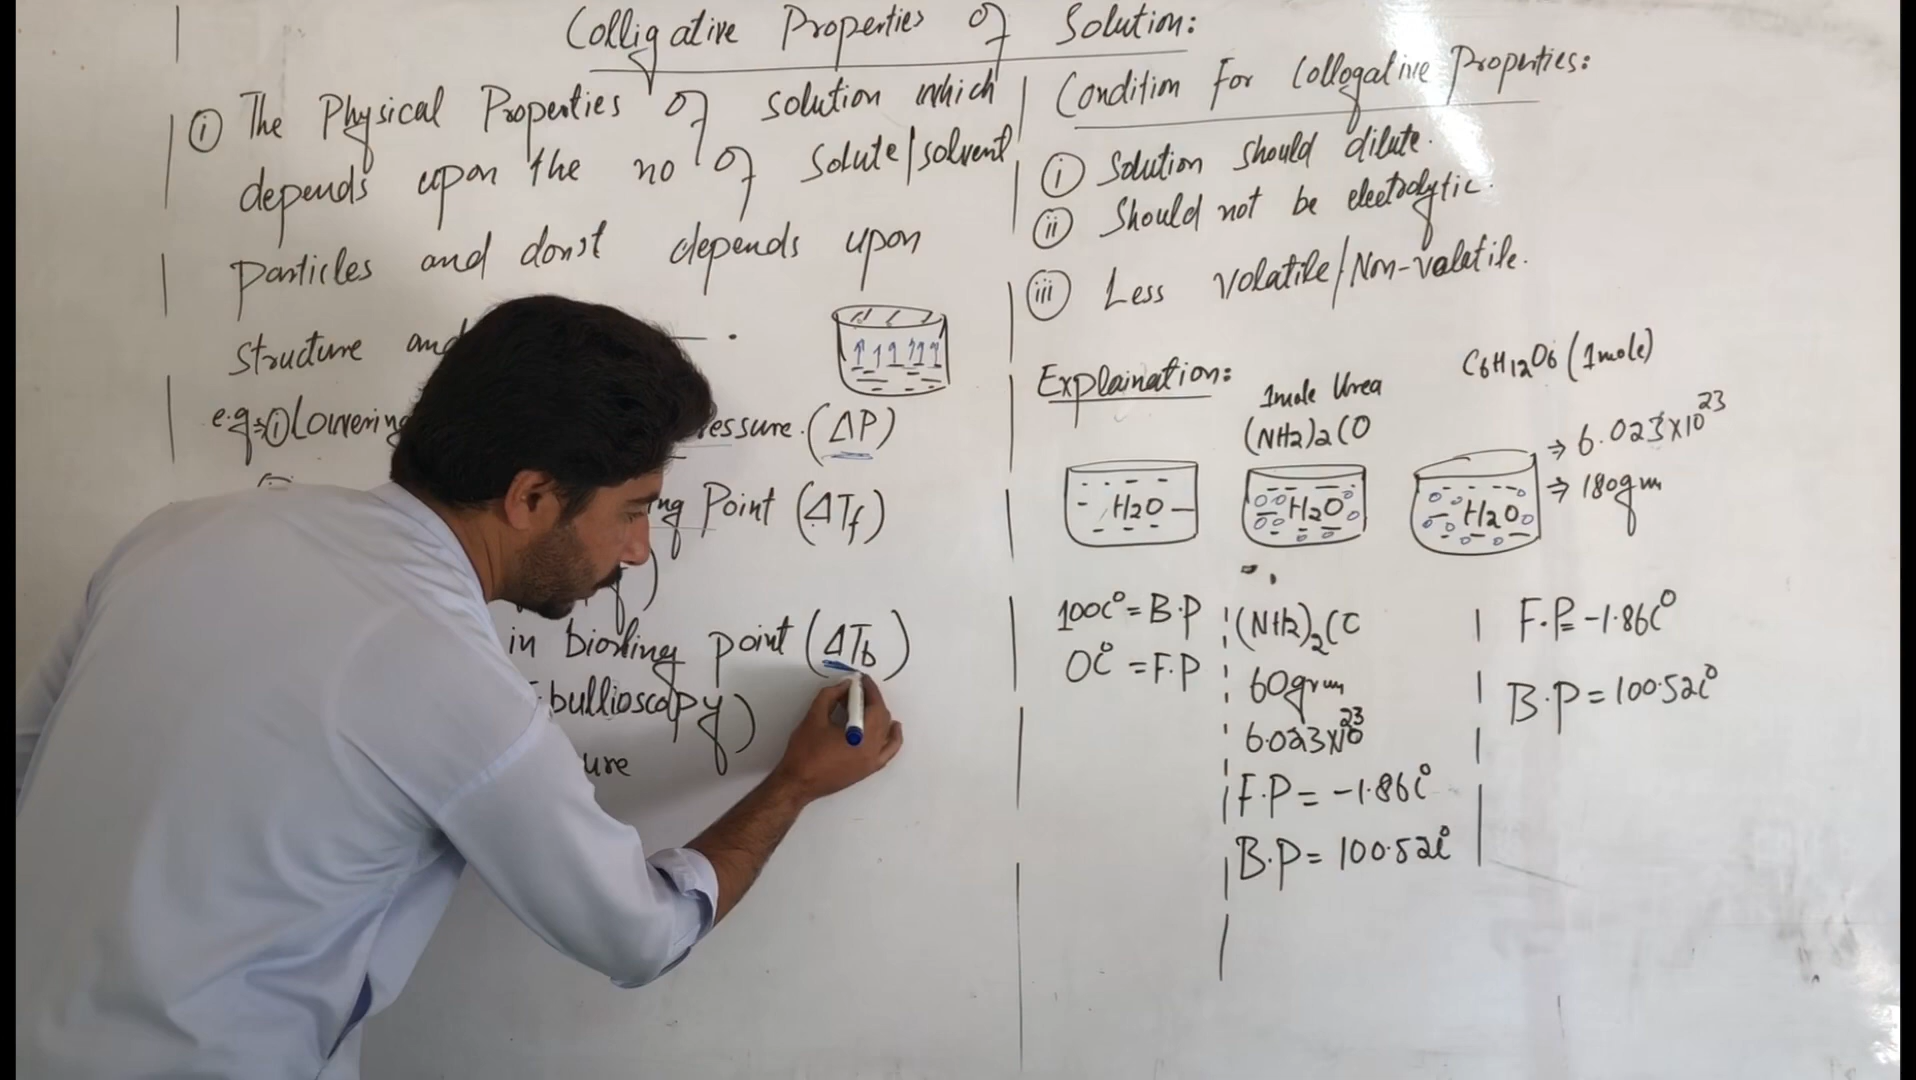 Colligative Properties of Solution:
i The Physical Properties of solution which
depends upon the no of Solute/solvent
particles and don't depends upon
Structure and
e.g:- i Lowering
essure. (ΔP)
ng Point (ΔTf)
in bioling point (ΔTb)
bullioscopy)
ure
Condition For Collogative Properties:
i Solution should dilute.
ii Should not be electrolytic.
iii Less Volatile/Non-volatile.
Explaination:
1mole Urea
(NH2)2CO
C6H12O6 (1mole)
⇒ 6.023x10^23
⇒ 180gm
H2O
H2O
H2O
100C° = B.P
0C° = F.P
(NH2)2CO
60grm
6.023x10^23
F.P = -1.86C°
B.P = 100.52C°
F.P= -1.86C°
B.P = 100.52C°